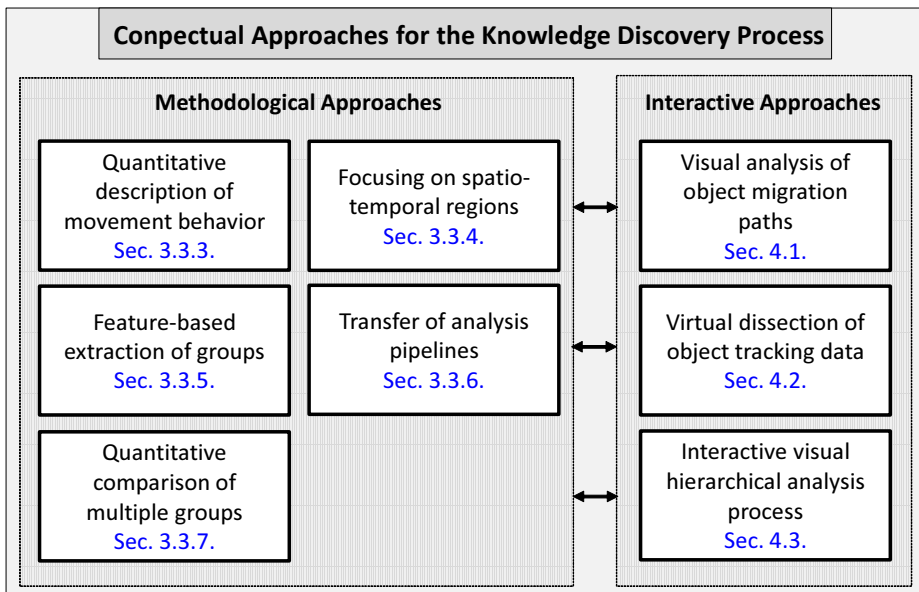 Conpectual Approaches for the Knowledge Discovery Process
Methodological Approaches
Quantitative
description of
movement behavior
Sec. 3.3.3.
Focusing on spatio-
temporal regions
Sec. 3.3.4.
Feature-based
extraction of groups
Sec. 3.3.5.
Transfer of analysis
pipelines
Sec. 3.3.6.
Quantitative
comparison of
multiple groups
Sec. 3.3.7.
Interactive Approaches
Visual analysis of
object migration
paths
Sec. 4.1.
Virtual dissection of
object tracking data
Sec. 4.2.
Interactive visual
hierarchical analysis
process
Sec. 4.3.